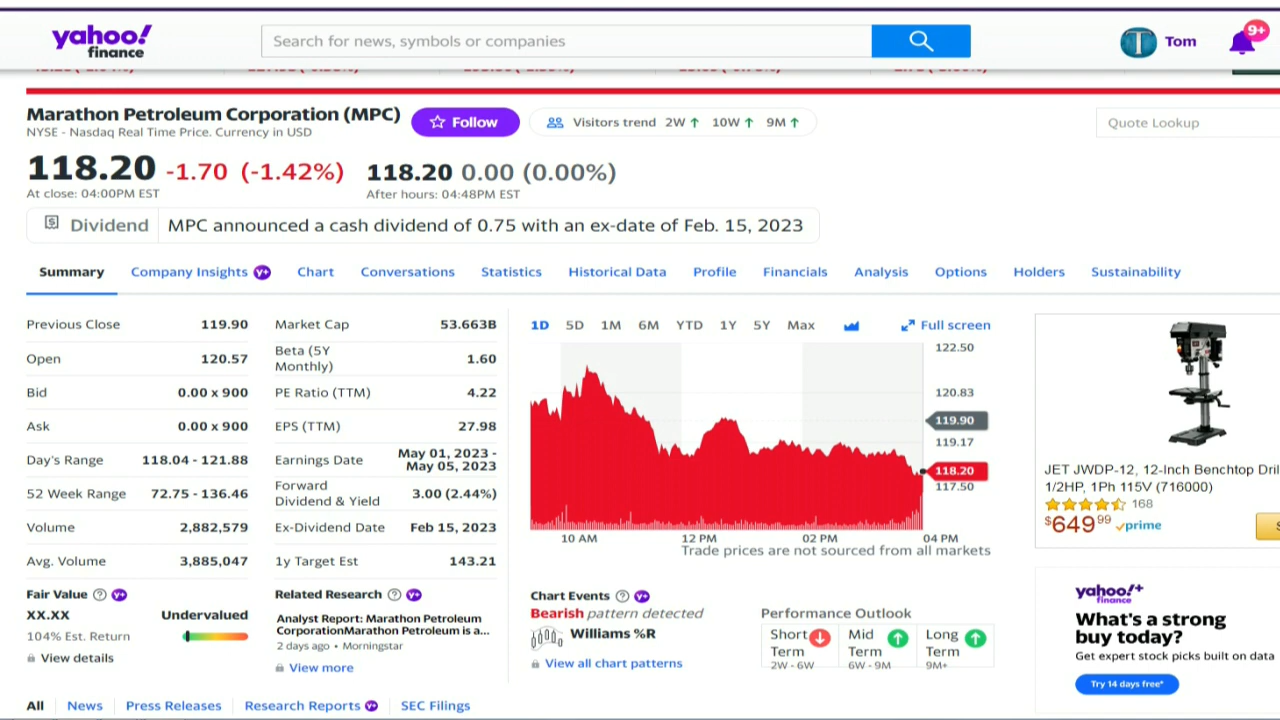 yahoo!
finance
Search for news, symbols or companies
Tom
9+
Marathon Petroleum Corporation (MPC)
Follow
Visitors trend 2W 10W 9M
NYSE - Nasdaq Real Time Price. Currency in USD
Quote Lookup
118.20 -1.70 (-1.42%)
118.20 0.00 (0.00%)
At close: 04:00PM EST
After hours: 04:48PM EST
Dividend
MPC announced a cash dividend of 0.75 with an ex-date of Feb. 15, 2023
Summary
Company Insights Y+
Chart
Conversations
Statistics
Historical Data
Profile
Financials
Analysis
Options
Holders
Sustainability
Previous Close 119.90
Open 120.57
Bid 0.00 x 900
Ask 0.00 x 900
Day's Range 118.04 - 121.88
52 Week Range 72.75 - 136.46
Volume 2,882,579
Avg. Volume 3,885,047
Market Cap 53.663B
Beta (5Y
Monthly) 1.60
PE Ratio (TTM) 4.22
EPS (TTM) 27.98
Earnings Date May 01, 2023 -
May 05, 2023
Forward
Dividend & Yield 3.00 (2.44%)
Ex-Dividend Date Feb 15, 2023
1y Target Est 143.21
Fair Value ? Y+
XX.XX Undervalued
104% Est. Return
View details
Related Research ? Y+
Analyst Report: Marathon Petroleum
CorporationMarathon Petroleum is a...
2 days ago • Morningstar
View more
1D 5D 1M 6M YTD 1Y 5Y Max
Full screen
122.50
120.83
119.90
119.17
118.20
117.50
10 AM 12 PM 02 PM 04 PM
Trade prices are not sourced from all markets
Chart Events ? Y+
Bearish pattern detected
Williams %R
View all chart patterns
Performance Outlook
Short
Term
2W - 6W
Mid
Term
6W - 9M
Long
Term
9M+
JET JWDP-12, 12-Inch Benchtop Dril
1/2HP, 1Ph 115V (716000)
168
$649.99 prime
yahoo!+
finance
What's a strong
buy today?
Get expert stock picks built on data
Try 14 days free*
All
News
Press Releases
Research Reports Y+
SEC Filings